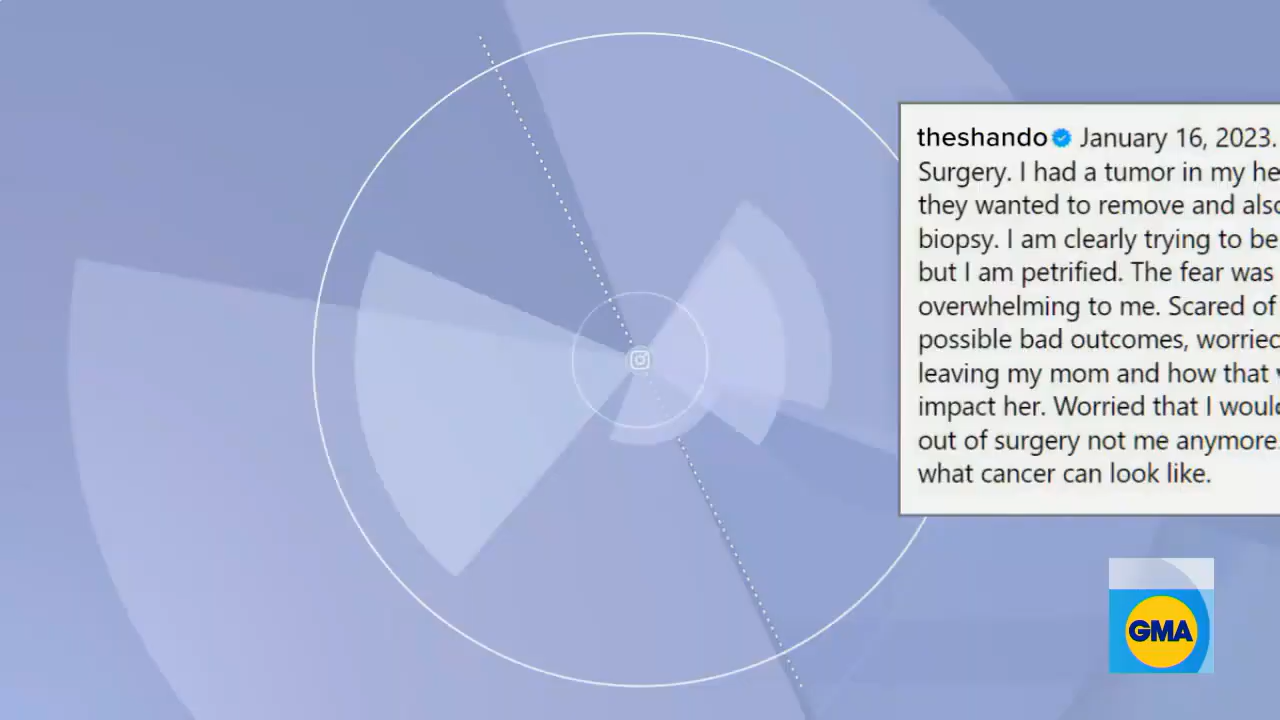 theshando January 16, 2023.
Surgery. I had a tumor in my
they wanted to remove and
biopsy. I am clearly trying to be
but I am petrified. The fear was
overwhelming to me. Scared of
possible bad outcomes,
leaving my mom and how that
impact her. Worried that I
out of surgery not me anymore.
what cancer can look like.
GMA